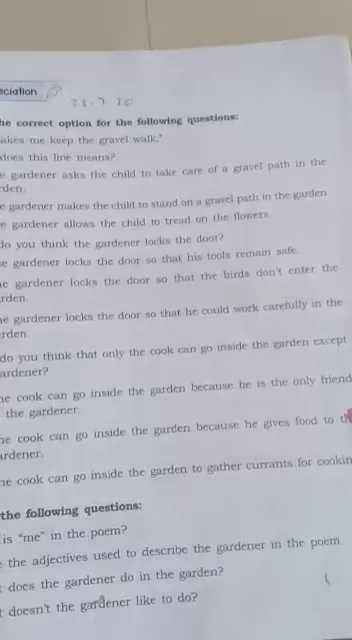 eciation
he correct option for the following questions:
akes me keep the gravel walk;"
does this line means?
e gardener asks the child to take care of a gravel path in the
rden.
e gardener makes the child to stand on a gravel path in the garden
e gardener allows the child to tread on the flowers.
do you think the gardener locks the door?
e gardener locks the door so that his tools remain safe.
he gardener locks the door so that the birds don't enter the
rden.
he gardener locks the door so that he could work carefully in the
rden.
do you think that only the cook can go inside the garden except
ardener?
he cook can go inside the garden because he is the only friend
the gardener.
he cook can go inside the garden because he gives food to th
ardener.
he cook can go inside the garden to gather currants for cookin
the following questions:
is "me" in the poem?
the adjectives used to describe the gardener in the poem.
t does the gardener do in the garden?
t doesn't the gardener like to do?